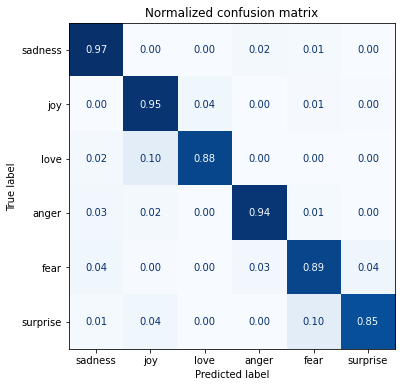 Normalized confusion matrix
True label
sadness 0.97 0.00 0.00 0.02 0.01 0.00
joy 0.00 0.95 0.04 0.00 0.01 0.00
love 0.02 0.10 0.88 0.00 0.00 0.00
anger 0.03 0.02 0.00 0.94 0.01 0.00
fear 0.04 0.00 0.00 0.03 0.89 0.04
surprise 0.01 0.04 0.00 0.00 0.10 0.85
sadness joy love anger fear surprise
Predicted label